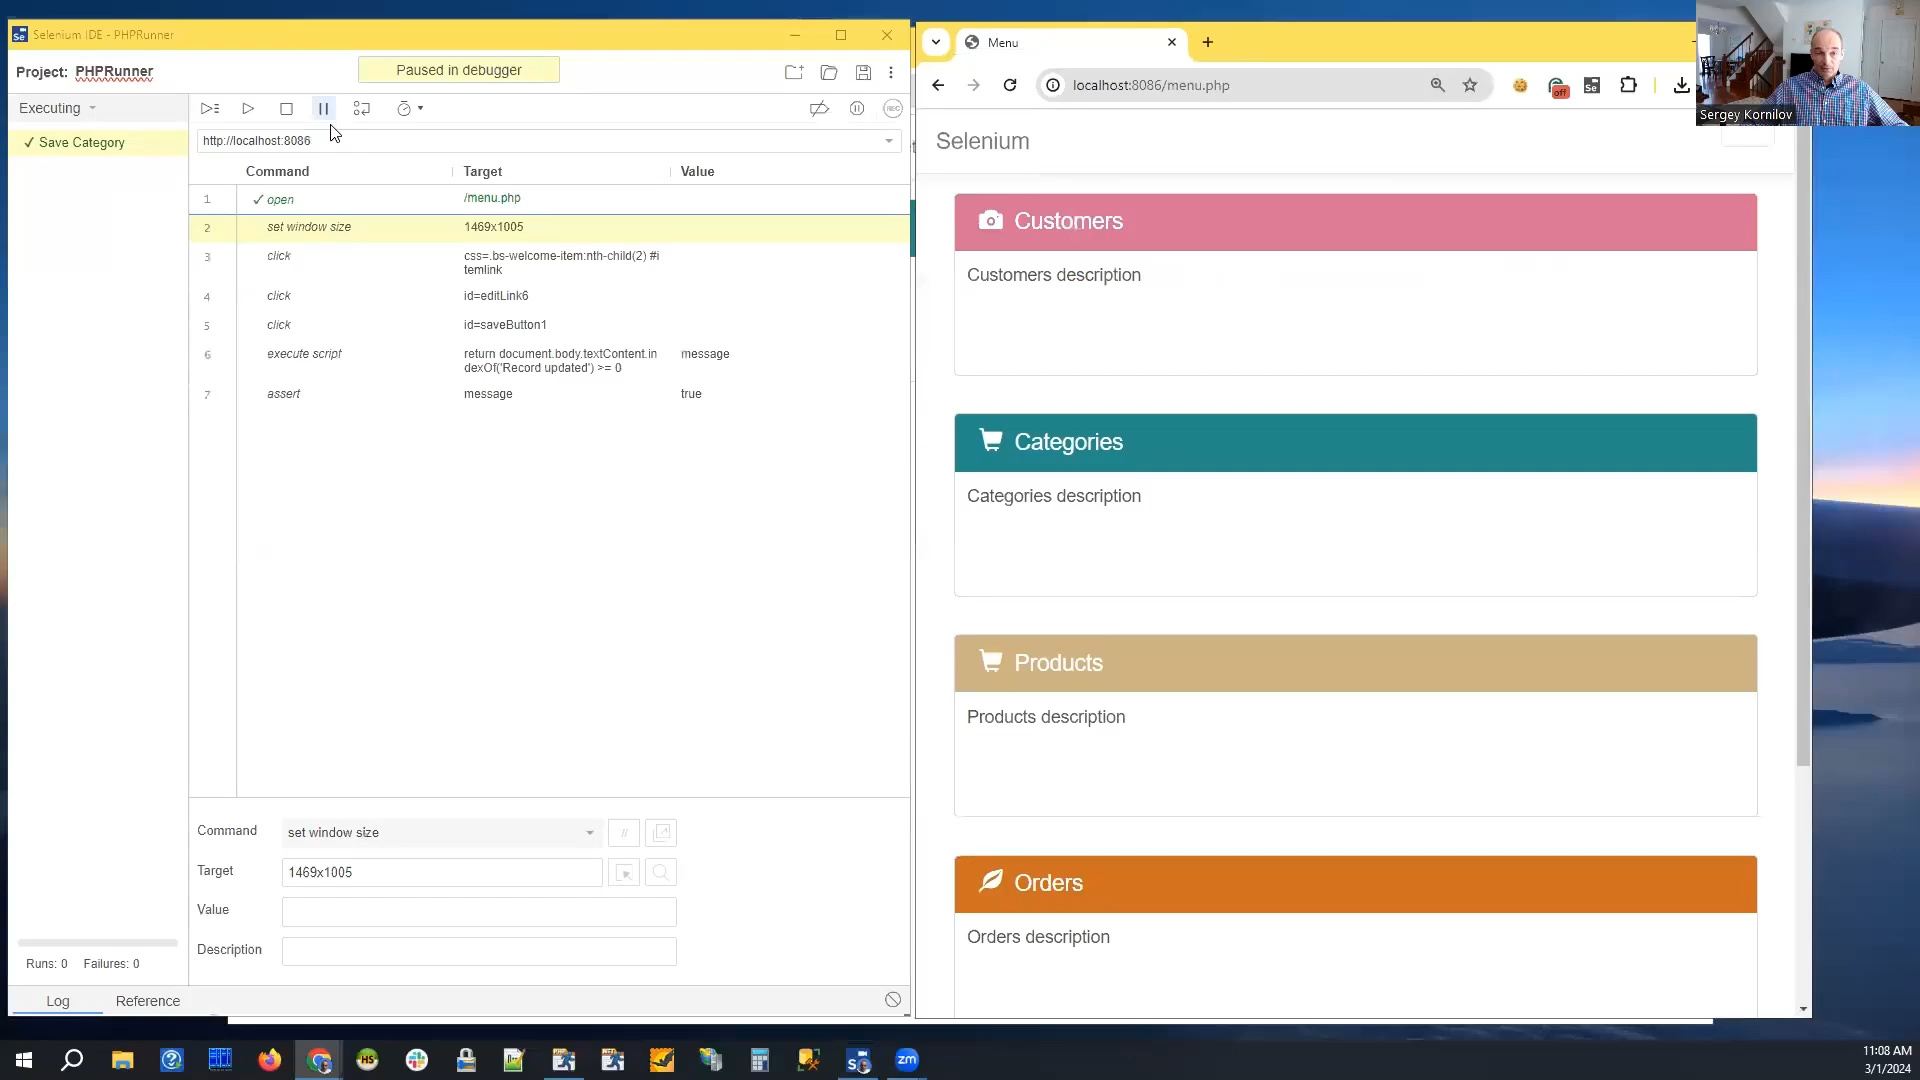 Selenium IDE - PHPRunner
Project: PHPRunner
Paused in debugger
Executing
✓ Save Category
http://localhost:8086
Command Target Value
1 ✓ open /menu.php
2 set window size 1469x1005
3 click css=.bs-welcome-item:nth-child(2) #i
temlink
4 click id=editLink6
5 click id=saveButton1
6 execute script return document.body.textContent.in message
dexOf('Record updated') >= 0
7 assert message true
Command set window size //
Target 1469x1005
Value
Description
Runs: 0 Failures: 0
Log Reference
Menu
localhost:8086/menu.php
off
Se
Selenium
Customers
Customers description
Categories
Categories description
Products
Products description
Orders
Orders description
Sergey Kornilov
HS
zm
11:08 AM
3/1/2024